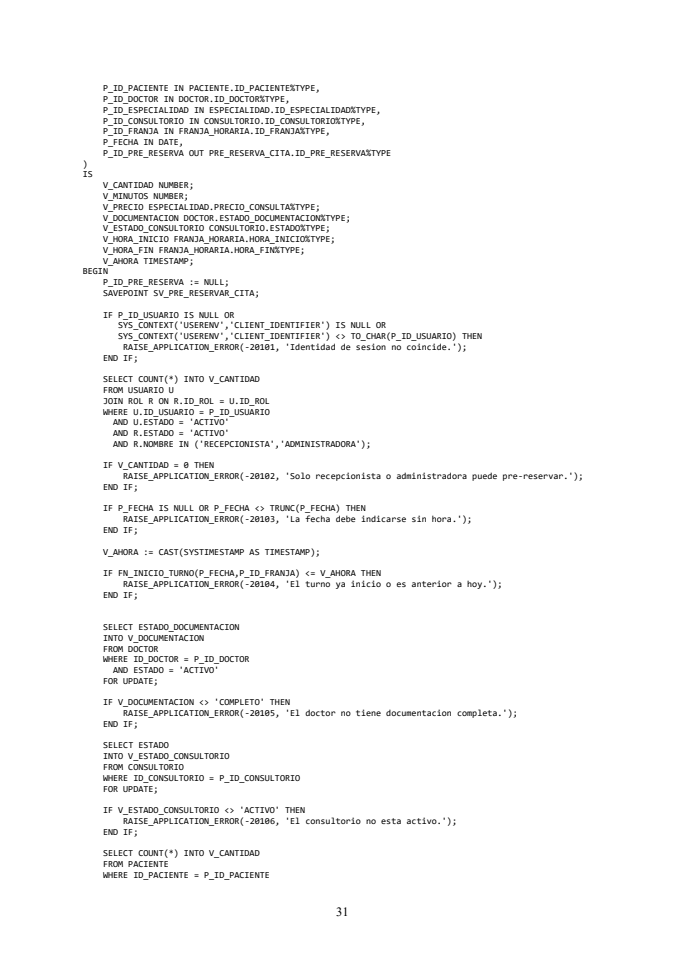 P_ID_PACIENTE IN PACIENTE.ID_PACIENTE%TYPE,
P_ID_DOCTOR IN DOCTOR.ID_DOCTOR%TYPE,
P_ID_ESPECIALIDAD IN ESPECIALIDAD.ID_ESPECIALIDAD%TYPE,
P_ID_CONSULTORIO IN CONSULTORIO.ID_CONSULTORIO%TYPE,
P_ID_FRANJA IN FRANJA_HORARIA.ID_FRANJA%TYPE,
P_FECHA IN DATE,
P_ID_PRE_RESERVA OUT PRE_RESERVA_CITA.ID_PRE_RESERVA%TYPE
)
IS
V_CANTIDAD NUMBER;
V_MINUTOS NUMBER;
V_PRECIO ESPECIALIDAD.PRECIO_CONSULTA%TYPE;
V_DOCUMENTACION DOCTOR.ESTADO_DOCUMENTACION%TYPE;
V_ESTADO_CONSULTORIO CONSULTORIO.ESTADO%TYPE;
V_HORA_INICIO FRANJA_HORARIA.HORA_INICIO%TYPE;
V_HORA_FIN FRANJA_HORARIA.HORA_FIN%TYPE;
V_AHORA TIMESTAMP;
BEGIN
P_ID_PRE_RESERVA := NULL;
SAVEPOINT SV_PRE_RESERVAR_CITA;
IF P_ID_USUARIO IS NULL OR
SYS_CONTEXT('USERENV','CLIENT_IDENTIFIER') IS NULL OR
SYS_CONTEXT('USERENV','CLIENT_IDENTIFIER') <> TO_CHAR(P_ID_USUARIO) THEN
RAISE_APPLICATION_ERROR(-20101, 'Identidad de sesion no coincide.');
END IF;
SELECT COUNT(*) INTO V_CANTIDAD
FROM USUARIO U
JOIN ROL R ON R.ID_ROL = U.ID_ROL
WHERE U.ID_USUARIO = P_ID_USUARIO
AND U.ESTADO = 'ACTIVO'
AND R.ESTADO = 'ACTIVO'
AND R.NOMBRE IN ('RECEPCIONISTA','ADMINISTRADORA');
IF V_CANTIDAD = 0 THEN
RAISE_APPLICATION_ERROR(-20102, 'Solo recepcionista o administradora puede pre-reservar.');
END IF;
IF P_FECHA IS NULL OR P_FECHA <> TRUNC(P_FECHA) THEN
RAISE_APPLICATION_ERROR(-20103, 'La fecha debe indicarse sin hora.');
END IF;
V_AHORA := CAST(SYSTIMESTAMP AS TIMESTAMP);
IF FN_INICIO_TURNO(P_FECHA,P_ID_FRANJA) <= V_AHORA THEN
RAISE_APPLICATION_ERROR(-20104, 'El turno ya inicio o es anterior a hoy.');
END IF;
SELECT ESTADO_DOCUMENTACION
INTO V_DOCUMENTACION
FROM DOCTOR
WHERE ID_DOCTOR = P_ID_DOCTOR
AND ESTADO = 'ACTIVO'
FOR UPDATE;
IF V_DOCUMENTACION <> 'COMPLETO' THEN
RAISE_APPLICATION_ERROR(-20105, 'El doctor no tiene documentacion completa.');
END IF;
SELECT ESTADO
INTO V_ESTADO_CONSULTORIO
FROM CONSULTORIO
WHERE ID_CONSULTORIO = P_ID_CONSULTORIO
FOR UPDATE;
IF V_ESTADO_CONSULTORIO <> 'ACTIVO' THEN
RAISE_APPLICATION_ERROR(-20106, 'El consultorio no esta activo.');
END IF;
SELECT COUNT(*) INTO V_CANTIDAD
FROM PACIENTE
WHERE ID_PACIENTE = P_ID_PACIENTE
31